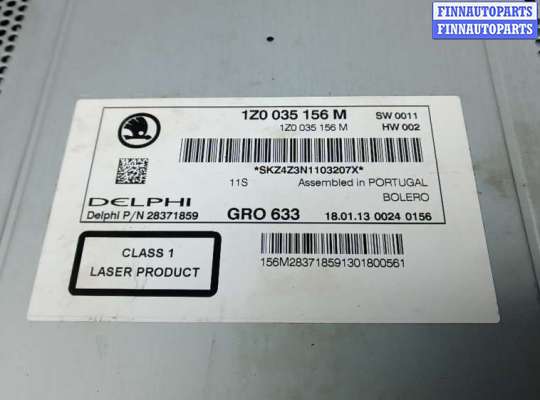 FINNAUTOPARTS
FINNAUTOPARTS
1Z0 035 156 M SW 0011
1Z0 035 156 M HW 002
*SKZ4Z3N1103207X*
11S Assembled in PORTUGAL
DELPHI BOLERO
Delphi P/N 28371859 GRO 633 18.01.13 0024 0156
CLASS 1
LASER PRODUCT
156M283718591301800561